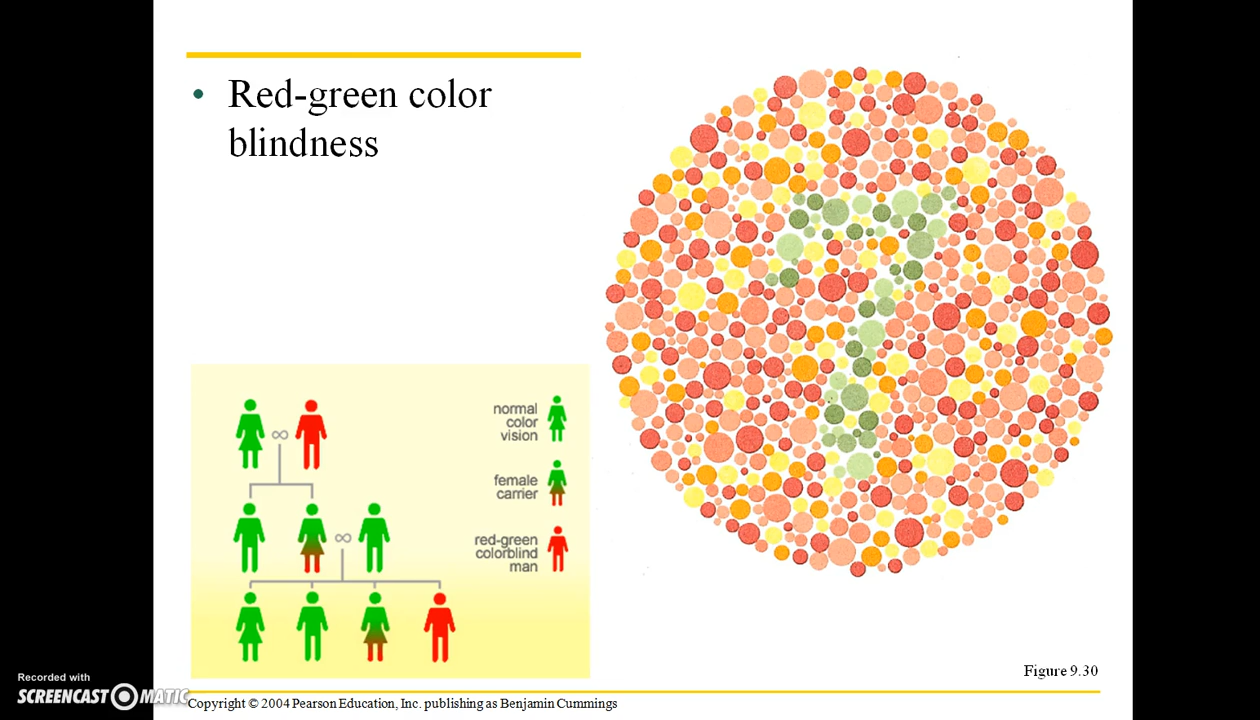 • Red-green color
blindness
normal
color
vision
female
carrier
red-green
colorblind
man
7
Figure 9.30
Copyright © 2004 Pearson Education, Inc. publishing as Benjamin Cummings
Recorded with
SCREENCAST MATIC